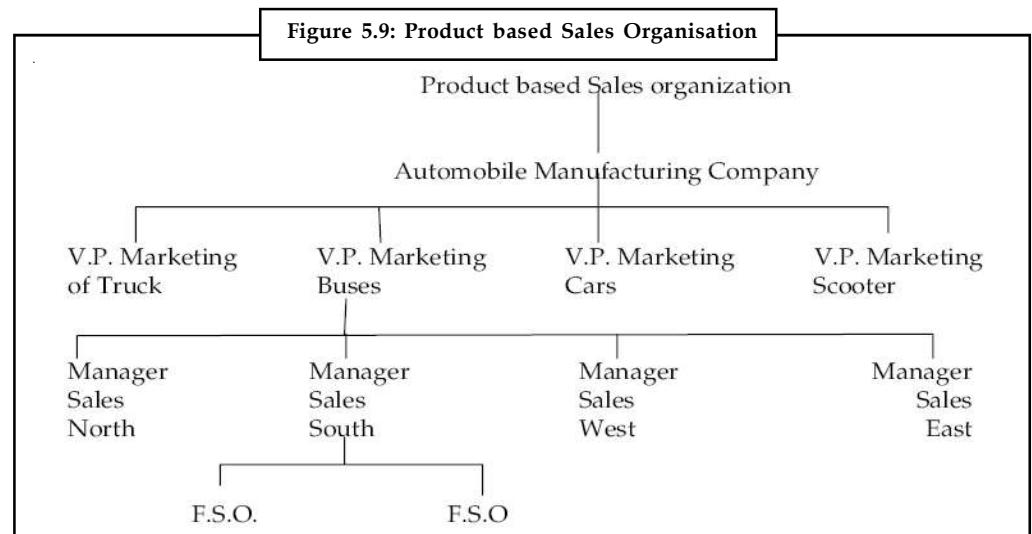 Figure 5.9: Product based Sales Organisation
Product based Sales organization
Automobile Manufacturing Company
V.P. Marketing
of Truck
V.P. Marketing
Buses
V.P. Marketing
Cars
V.P. Marketing
Scooter
Manager
Sales
North
Manager
Sales
South
Manager
Sales
West
Manager
Sales
East
F.S.O.
F.S.O